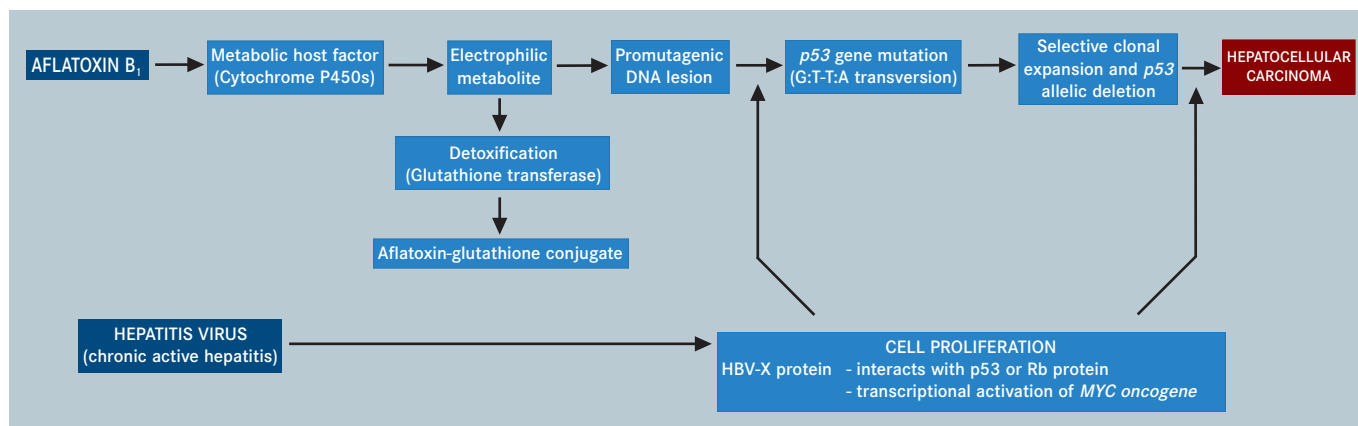 AFLATOXIN B₁
Metabolic host factor
(Cytochrome P450s)
Electrophilic
metabolite
Promutagenic
DNA lesion
p53 gene mutation
(G:T-T:A transversion)
Selective clonal
expansion and p53
allelic deletion
HEPATOCELLULAR
CARCINOMA
Detoxification
(Glutathione transferase)
Aflatoxin-glutathione conjugate
HEPATITIS VIRUS
(chronic active hepatitis)
CELL PROLIFERATION
HBV-X protein - interacts with p53 or Rb protein
- transcriptional activation of MYC oncogene